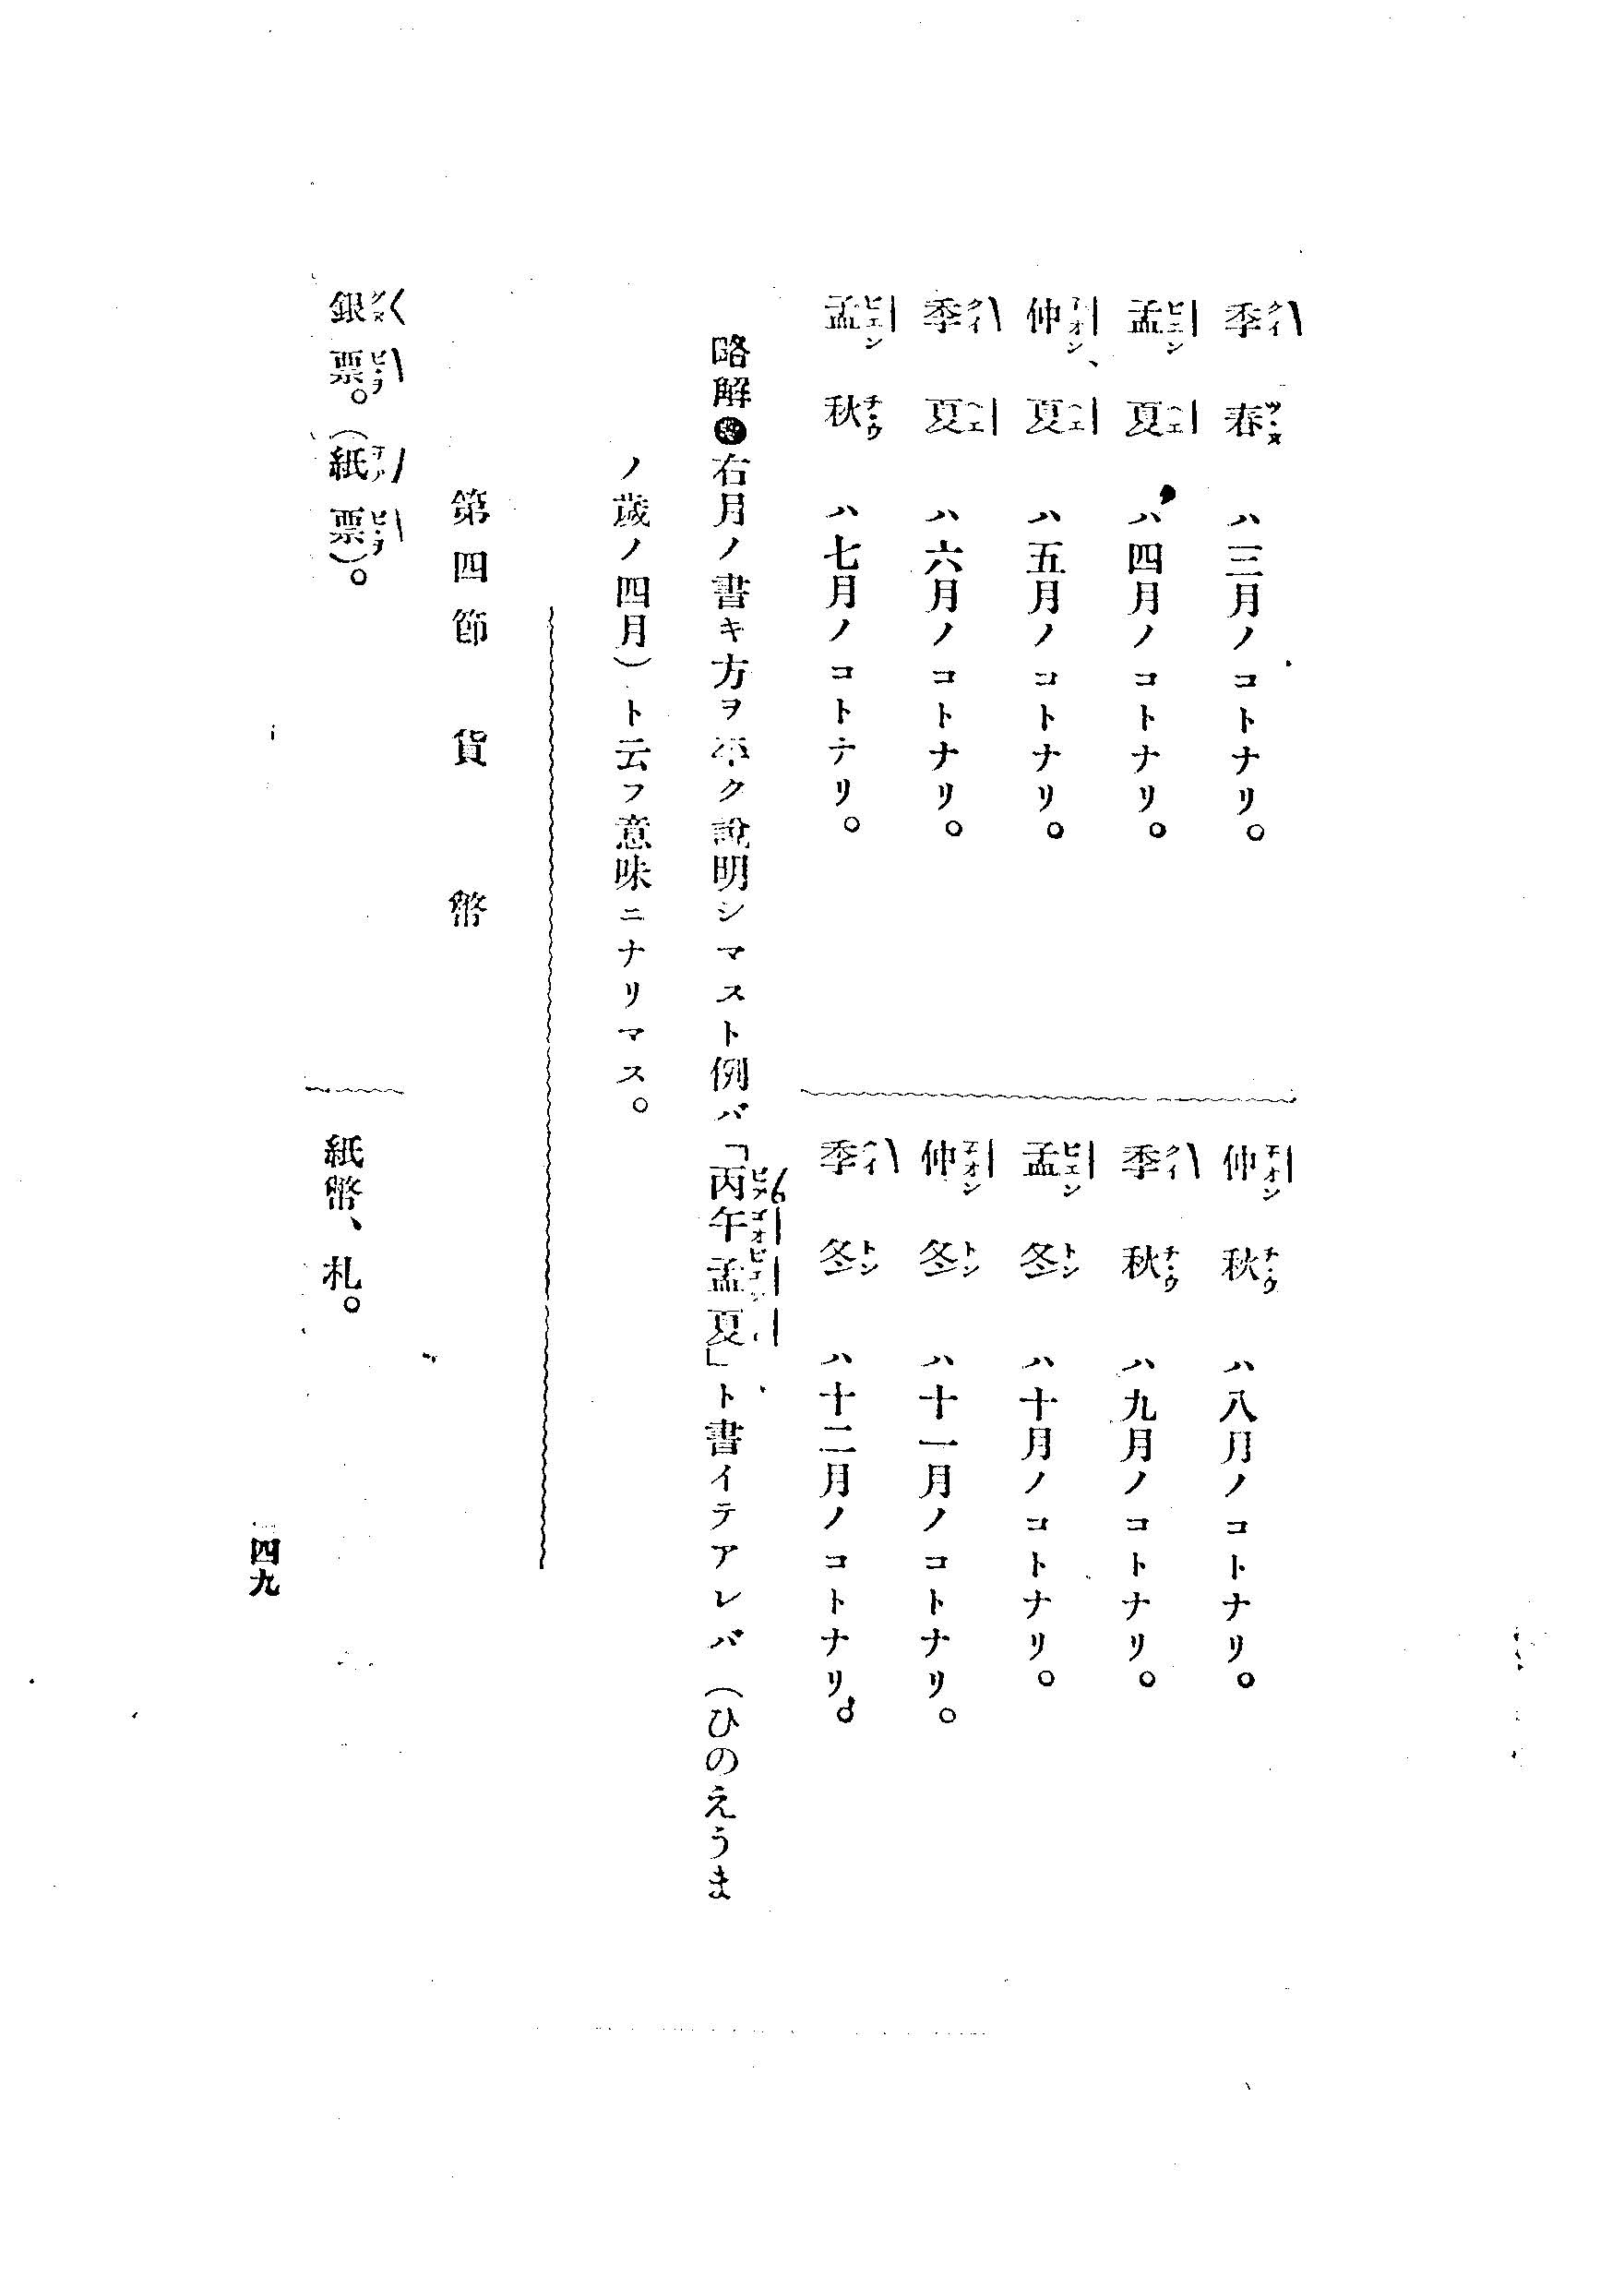 季春 ハ三月ノコトナリ。
孟夏 ハ四月ノコトナリ。
仲夏 ハ五月ノコトナリ。
季夏 ハ六月ノコトナリ。
孟秋 ハ七月ノコトナリ。
仲秋 ハ八月ノコトナリ。
季秋 ハ九月ノコトナリ。
孟冬 ハ十月ノコトナリ。
仲冬 ハ十一月ノコトナリ。
季冬 ハ十二月ノコトナリ。
略解 右月ノ書キ方ヲ本ク說明シマスト例バ「丙午孟夏」ト書イテアレバ(ひのえうま
ノ歲ノ四月)ト云フ意味ニナリマス。
第四節 貨幣
銀票。(紙票)。
紙幣、札。
四九